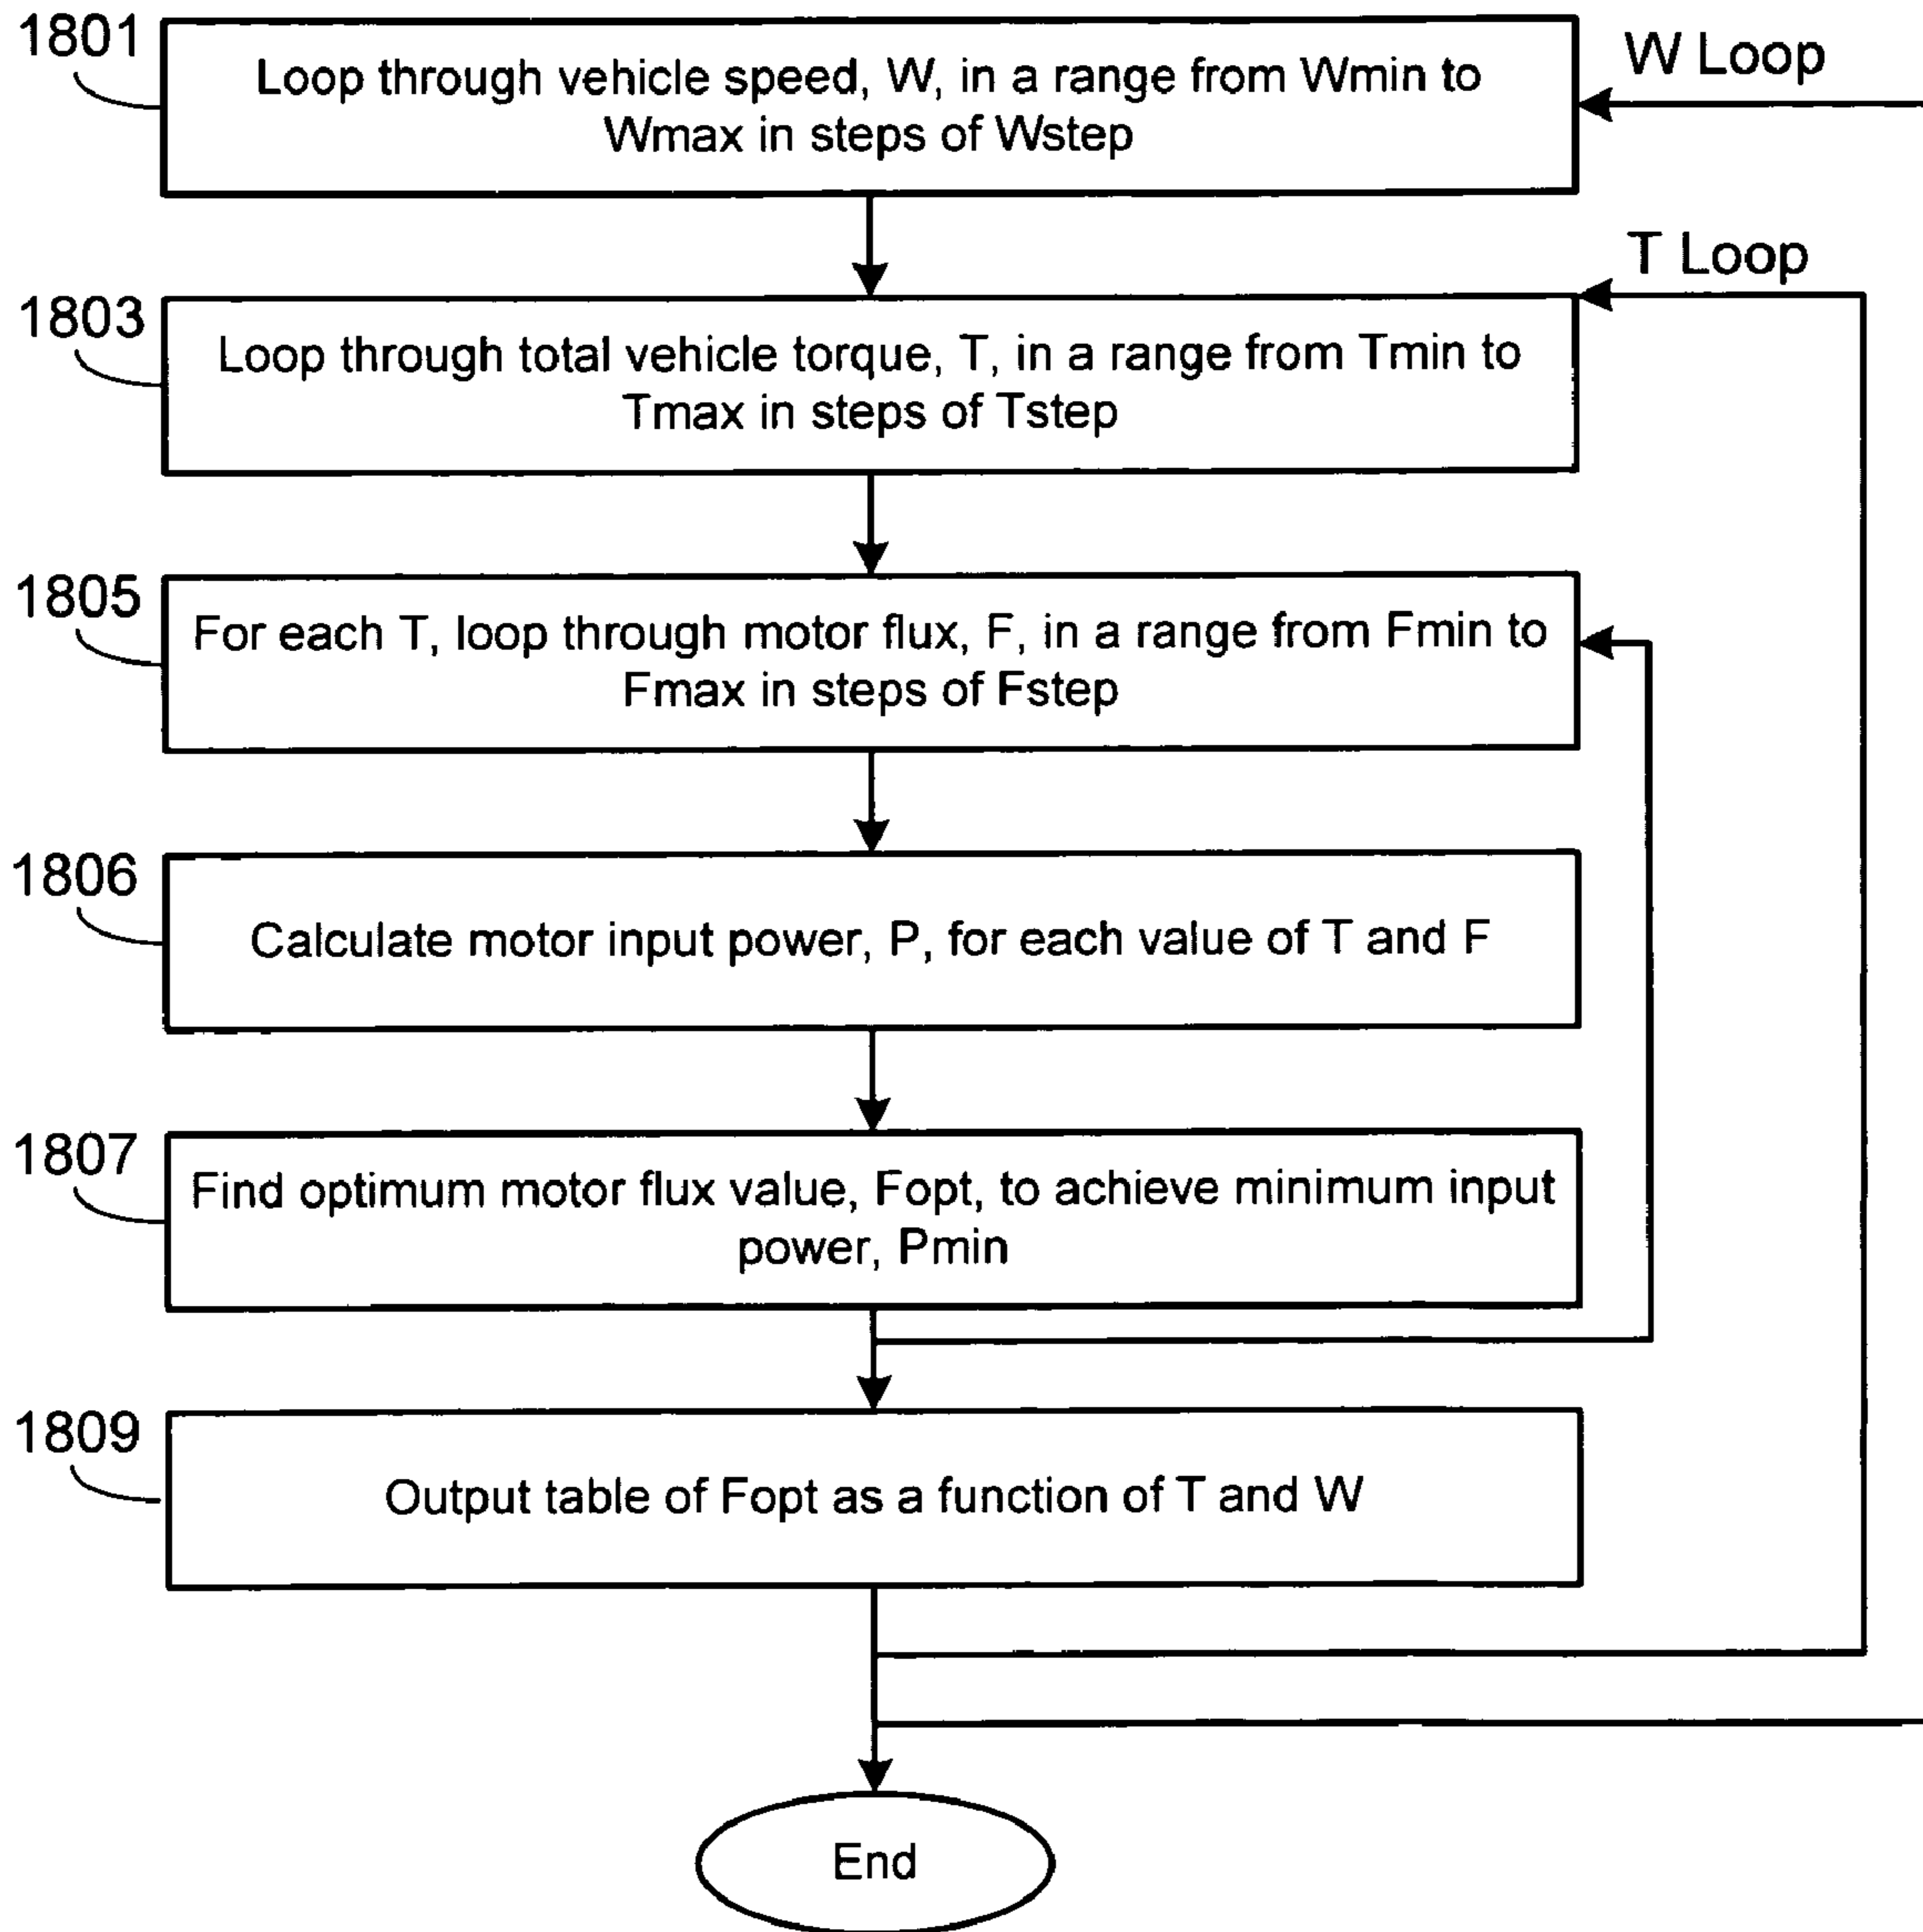 1801
Loop through vehicle speed, W, in a range from Wmin to
Wmax in steps of Wstep
W Loop
T Loop
1803
Loop through total vehicle torque, T, in a range from Tmin to
Tmax in steps of Tstep
1805
For each T, loop through motor flux, F, in a range from Fmin to
Fmax in steps of Fstep
1806
Calculate motor input power, P, for each value of T and F
1807
Find optimum motor flux value, Fopt, to achieve minimum input
power, Pmin
1809
Output table of Fopt as a function of T and W
End